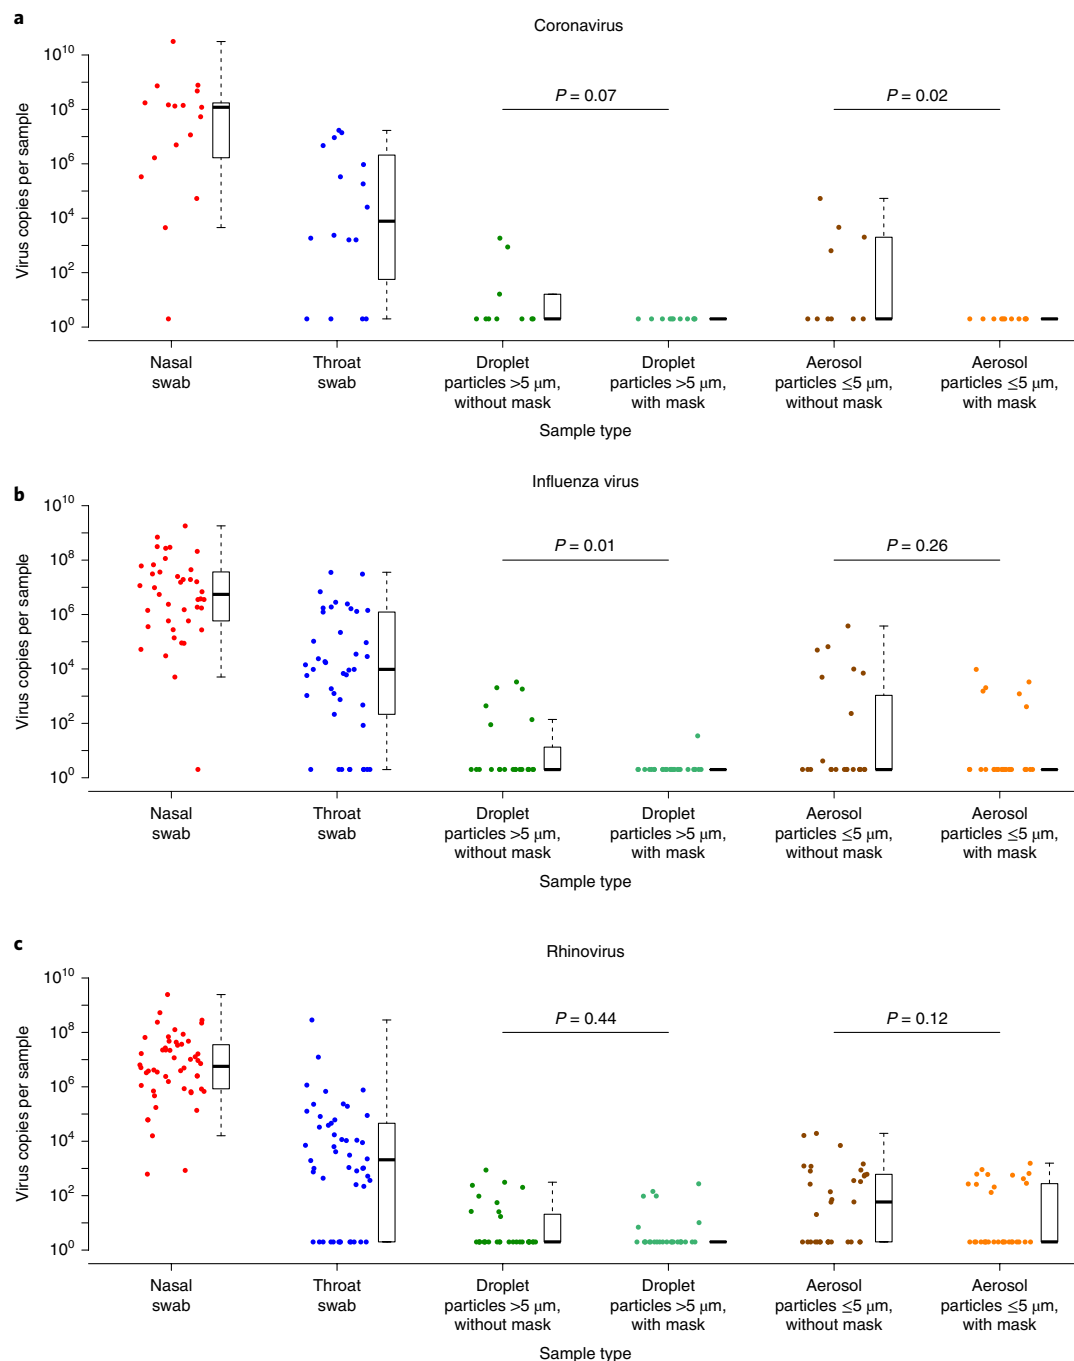 a
Coronavirus
Virus copies per sample
10^10
10^8
10^6
10^4
10^2
10^0
P = 0.07
P = 0.02
Nasal
swab
Throat
swab
Droplet
particles >5 μm,
without mask
Droplet
particles >5 μm,
with mask
Aerosol
particles ≤5 μm,
without mask
Aerosol
particles ≤5 μm,
with mask
Sample type
b
Influenza virus
Virus copies per sample
10^10
10^8
10^6
10^4
10^2
10^0
P = 0.01
P = 0.26
Nasal
swab
Throat
swab
Droplet
particles >5 μm,
without mask
Droplet
particles >5 μm,
with mask
Aerosol
particles ≤5 μm,
without mask
Aerosol
particles ≤5 μm,
with mask
Sample type
c
Rhinovirus
Virus copies per sample
10^10
10^8
10^6
10^4
10^2
10^0
P = 0.44
P = 0.12
Nasal
swab
Throat
swab
Droplet
particles >5 μm,
without mask
Droplet
particles >5 μm,
with mask
Aerosol
particles ≤5 μm,
without mask
Aerosol
particles ≤5 μm,
with mask
Sample type